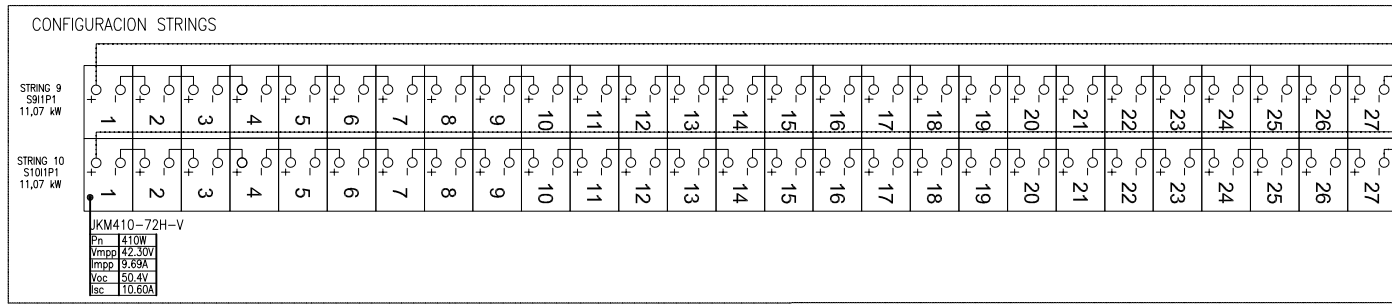 CONFIGURACION STRINGS
STRING 9
S9I1P1
11,07 kW
+ - + - + - + - + - + - + - + - + - + - + - + - + - + - + - + - + - + - + - + - + - + - + - + - + - + - + -
1 2 3 4 5 6 7 8 9 10 11 12 13 14 15 16 17 18 19 20 21 22 23 24 25 26 27
STRING 10
S10I1P1
11,07 kW
+ - + - + - + - + - + - + - + - + - + - + - + - + - + - + - + - + - + - + - + - + - + - + - + - + - + - + -
1 2 3 4 5 6 7 8 9 10 11 12 13 14 15 16 17 18 19 20 21 22 23 24 25 26 27
JKM410-72H-V
Pn 410W
Vmpp 42.30V
Impp 9.69A
Voc 50.4V
Isc 10.60A